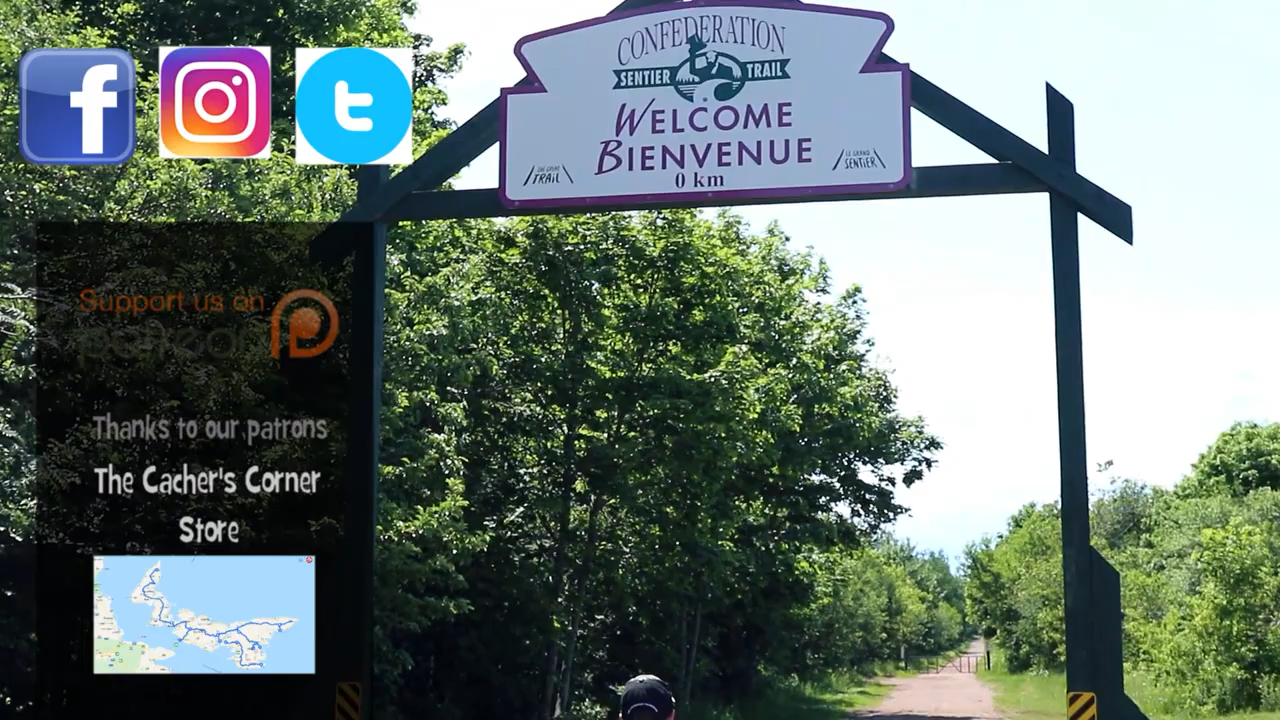 CONFEDERATION
SENTIER TRAIL
WELCOME
BIENVENUE
0 km
THE GREAT
TRAIL
LE GRAND
SENTIER
Support us on
patreon
Thanks to our patrons
The Cacher's Corner
Store